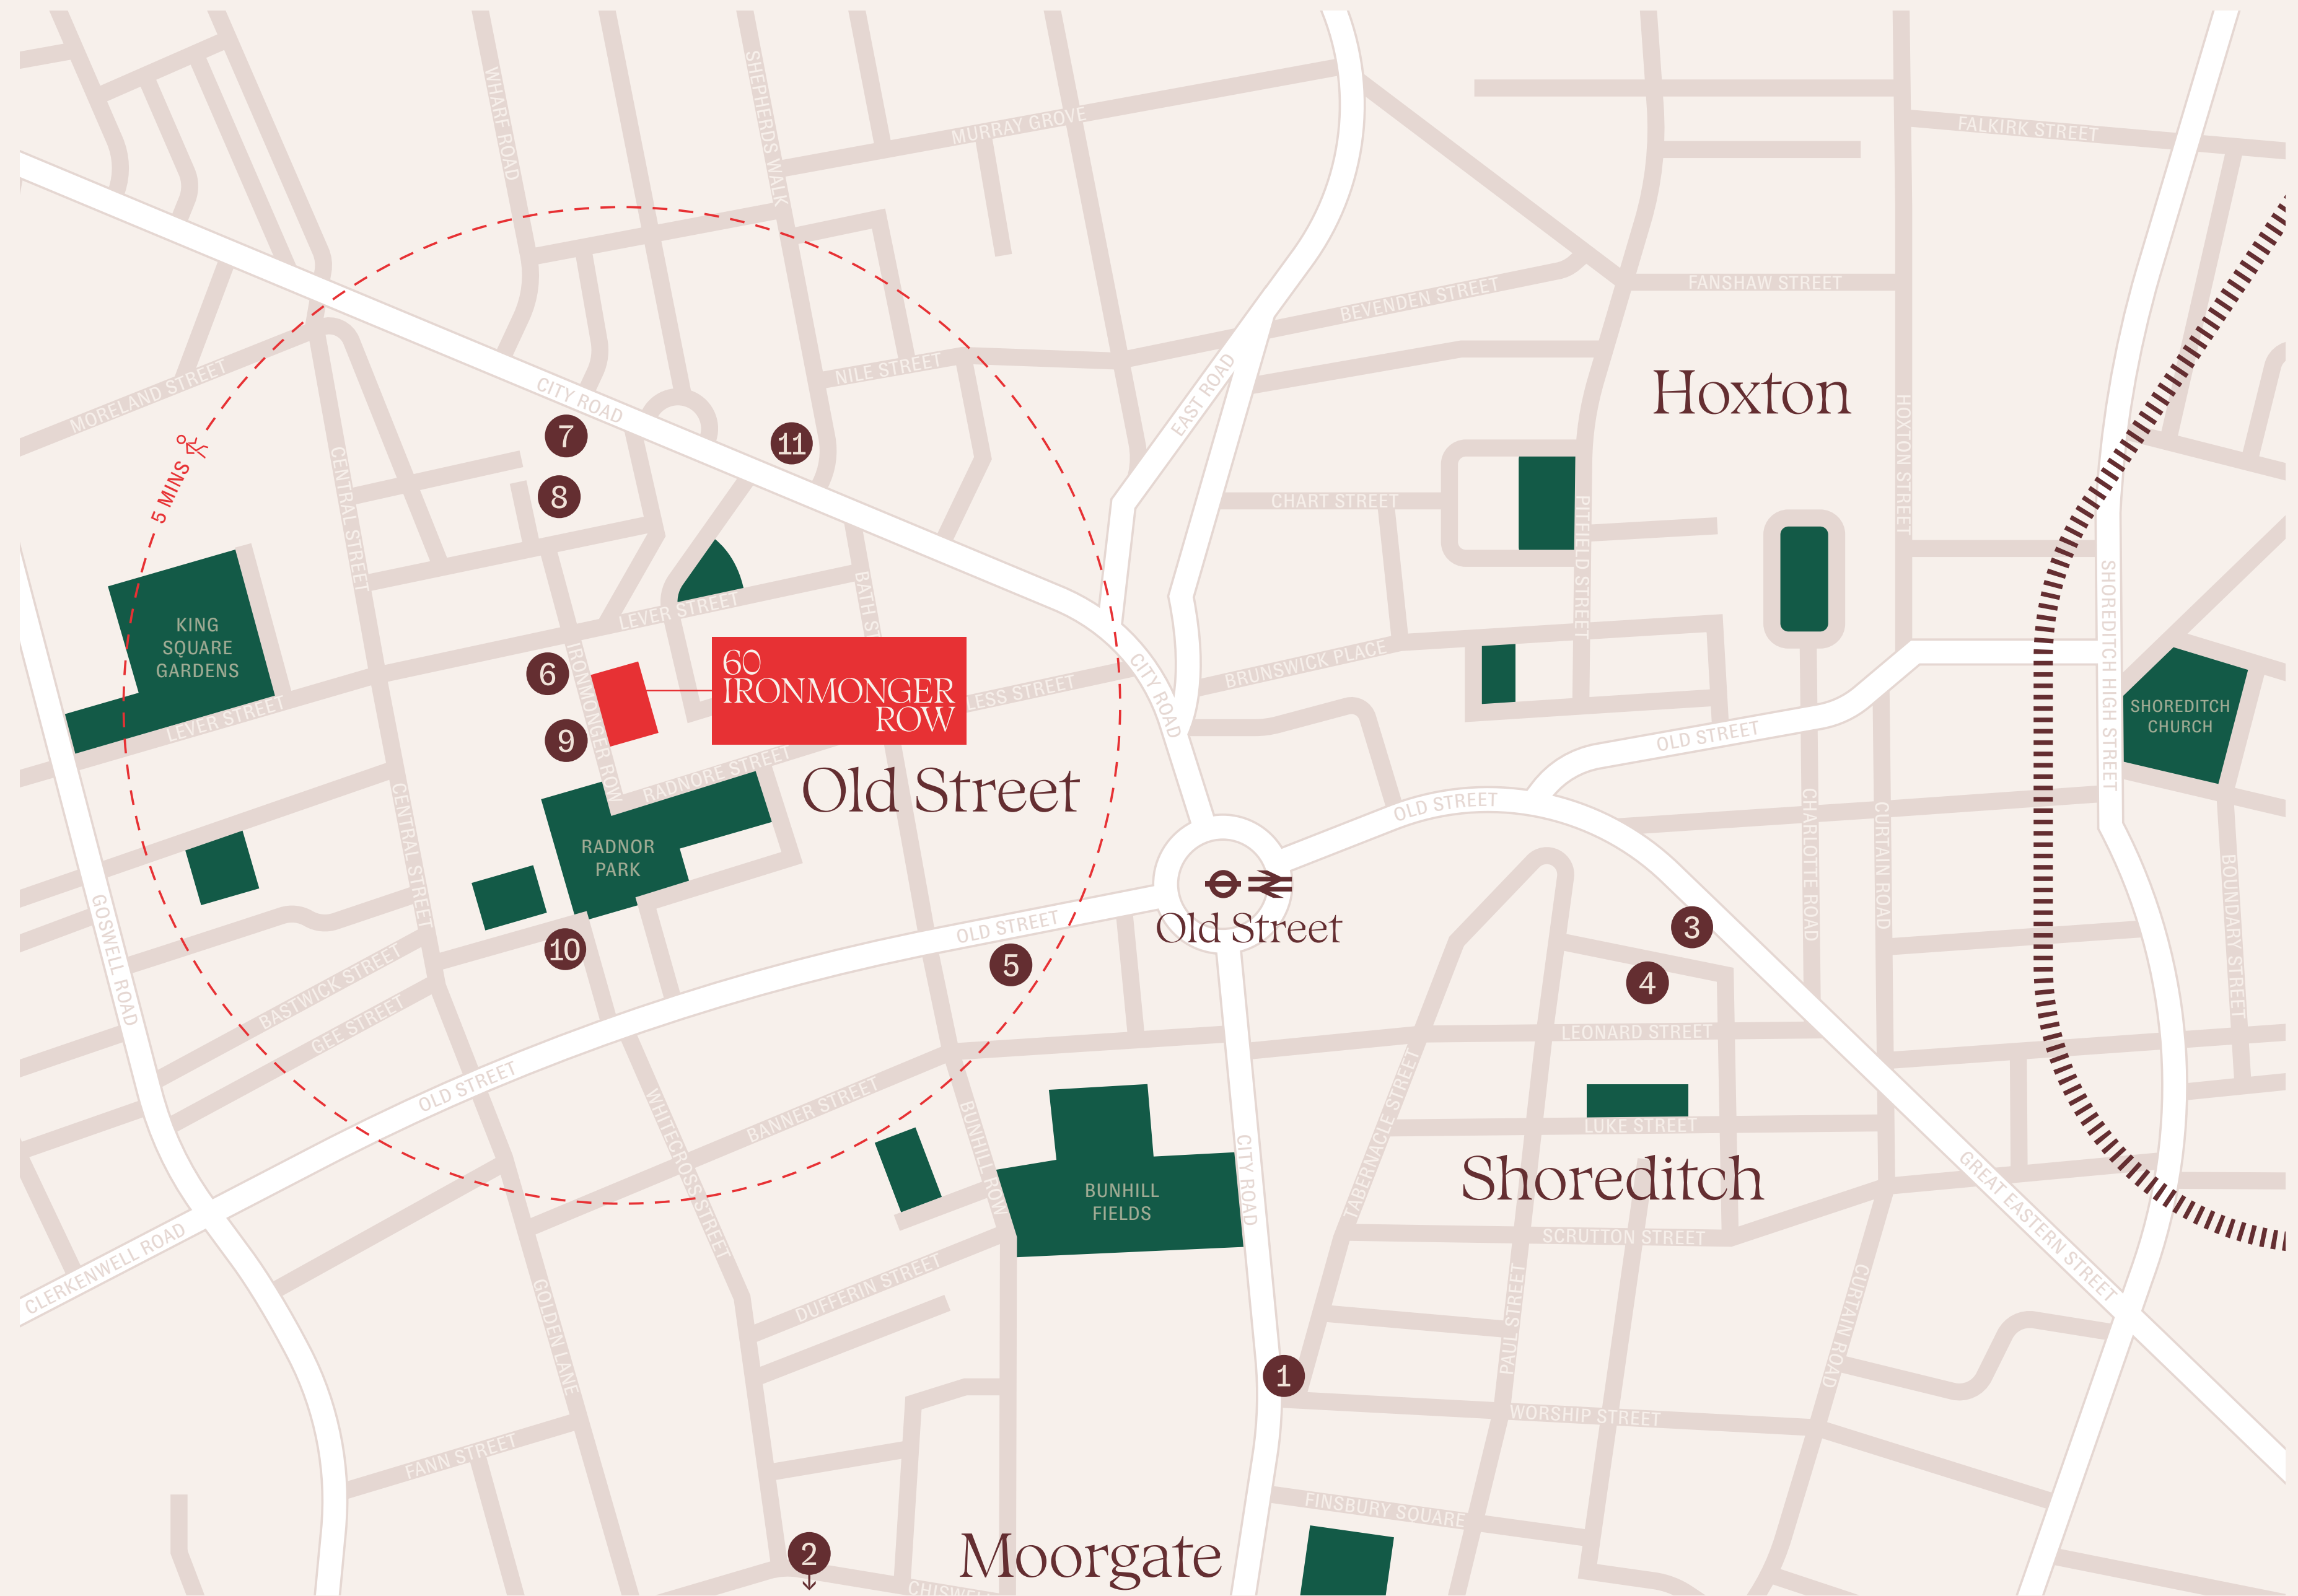 WHARF ROAD
SHEPHERDS WALK
MURRAY GROVE
FALKIRK STREET
MORELAND STREET
CITY ROAD
NILE STREET
EAST ROAD
BEVENDEN STREET
FANSHAW STREET
Hoxton
HOXTON STREET
5 MINS
CENTRAL STREET
7
8
11
CHART STREET
PITFIELD STREET
SHOREDITCH HIGH STREET
KING
SQUARE
GARDENS
LEVER STREET
LEVER STREET
BATH ST
IRONMONGER ROW
6
9
60
IRONMONGER
ROW
LESS STREET
CITY ROAD
BRUNSWICK PLACE
OLD STREET
SHOREDITCH
CHURCH
RADNORE STREET
Old Street
OLD STREET
CENTRAL STREET
RADNOR
PARK
CHARLOTTE ROAD
CURTAIN ROAD
BOUNDARY STREET
GOSWELL ROAD
10
OLD STREET
5
Old Street
3
4
BASTWICK STREET
GEE STREET
LEONARD STREET
OLD STREET
WHITECROSS STREET
BANNER STREET
BUNHILL ROW
TABERNACLE STREET
LUKE STREET
BUNHILL
FIELDS
CITY ROAD
Shoreditch
SCRUTTON STREET
GREAT EASTERN STREET
CLERKENWELL ROAD
GOLDEN LANE
DUFFERIN STREET
PAUL STREET
CURTAIN ROAD
1
WORSHIP STREET
FANN STREET
FINSBURY SQUARE
2
Moorgate
CHISWELL